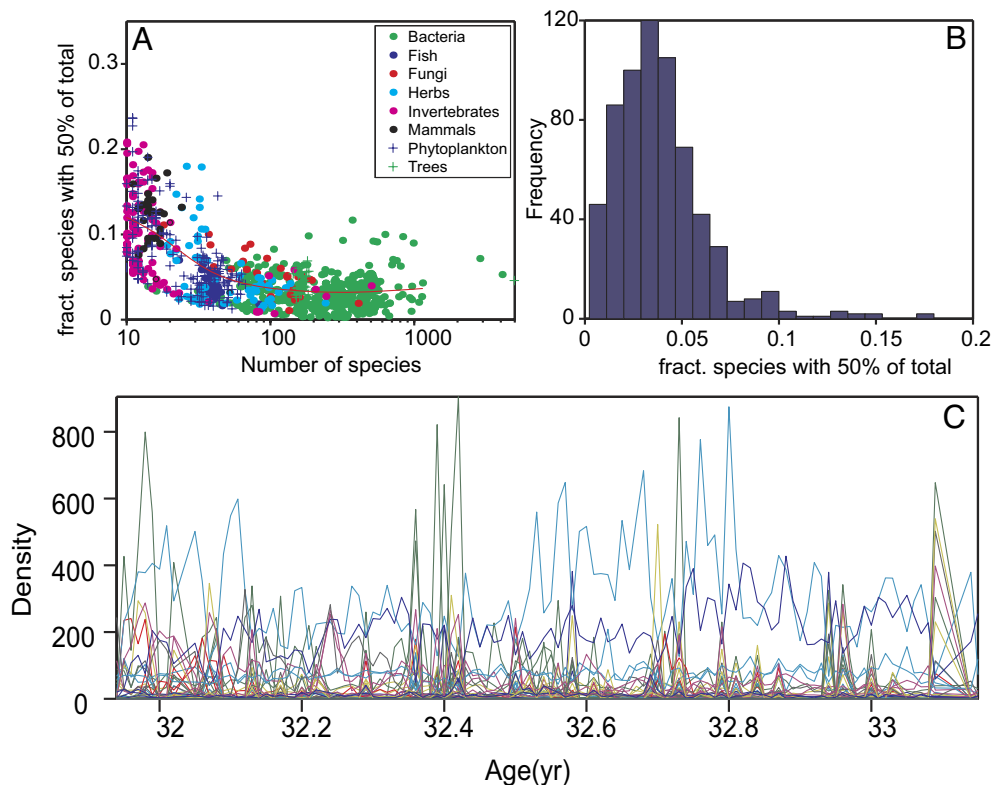 A
fract. species with 50% of total
0.3
0.2
0.1
0
10
100
1000
Number of species
Bacteria
Fish
Fungi
Herbs
Invertebrates
Mammals
Phytoplankton
Trees
B
Frequency
120
80
40
0
0
0.05
0.1
0.15
0.2
fract. species with 50% of total
C
Density
800
600
400
200
0
32
32.2
32.4
32.6
32.8
33
Age(yr)